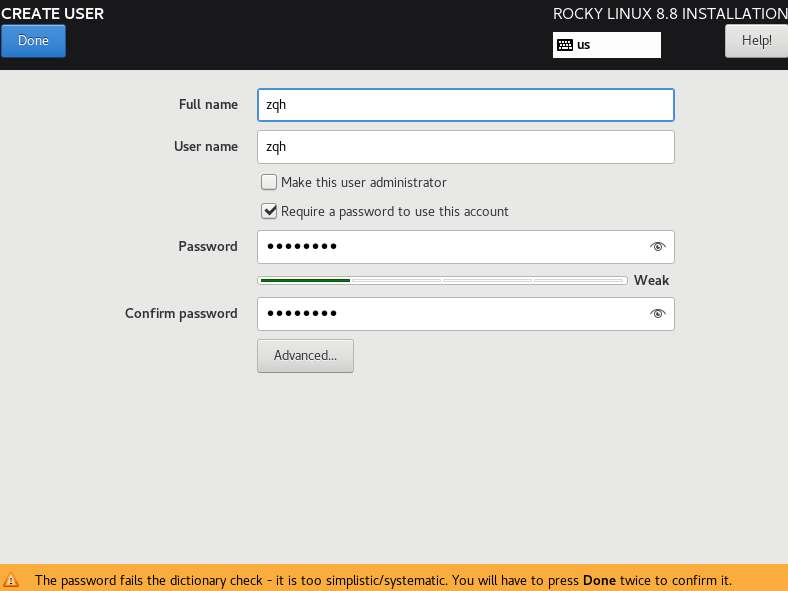 CREATE USER
ROCKY LINUX 8.8 INSTALLATION
Done
us
Help!
Full name
zqh
User name
zqh
Make this user administrator
Require a password to use this account
Password
••••••••
Weak
Confirm password
••••••••
Advanced...
The password fails the dictionary check - it is too simplistic/systematic. You will have to press Done twice to confirm it.